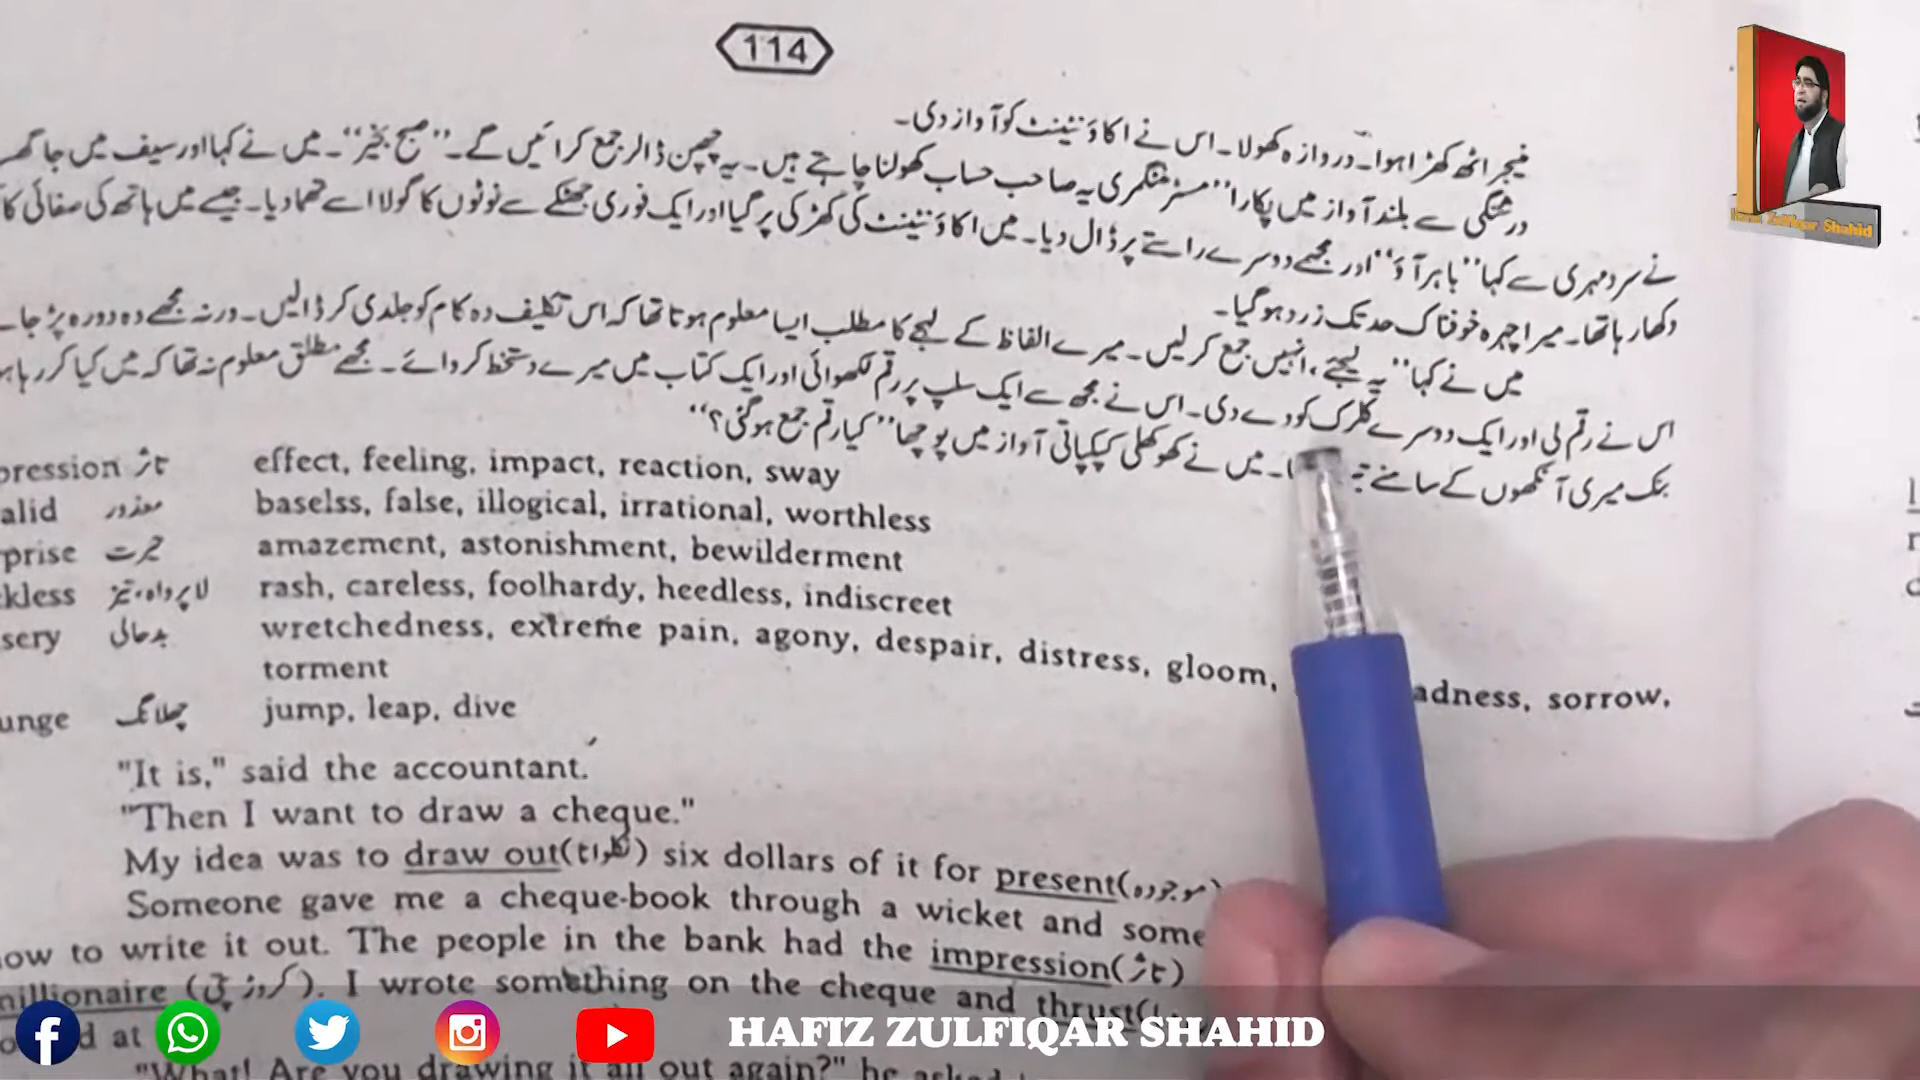 114
منیجر اٹھ کھڑا ہوا۔ دروازہ کھولا۔ اس نے اکاؤنٹینٹ کو آواز دی۔
درشتگی سے بلند آواز میں پکارا "مسٹر منٹگمری یہ صاحب حساب کھولنا چاہتے ہیں۔ یہ چھپن ڈالر جمع کرائیں گے۔ "صبح بخیر"۔ میں نے کہا اور سیف میں جا گھس
نے سردمہری سے کہا "باہر آؤ" اور مجھے دوسرے راستے پر ڈال دیا۔ میں اکاؤنٹینٹ کی کھڑکی پر گیا اور ایک فوری جھٹکے سے نوٹوں کا گولا اسے تھما دیا۔ جیسے میں ہاتھ کی صفائی کا
دکھا رہا تھا۔ میرا چہرہ خوفناک حد تک زرد ہو گیا۔
میں نے کہا "یہ لیجئے، انہیں جمع کر لیں۔ میرے الفاظ کے لہجے کا مطلب ایسا معلوم ہوتا تھا کہ اس تکلیف دہ کام کو جلدی کر ڈالیں۔ ورنہ مجھے دہ دورہ پڑ جائے
اس نے رقم لی اور ایک دوسرے کلرک کو دے دی۔ اس نے مجھ سے ایک سلپ پر رقم لکھوائی اور ایک کتاب میں میرے دستخط کروائے۔ مجھے مطلق معلوم نہ تھا کہ میں کیا کر رہا ہو
بنک میری آنکھوں کے سامنے ۔ میں نے کھوکھلی کپکپاتی آواز میں پوچھا "کیا رقم جمع ہو گئی؟"
pression تاثر effect, feeling, impact, reaction, sway
alid معذور baselss, false, illogical, irrational, worthless
prise حیرت amazement, astonishment, bewilderment
kless لا پرواہ، تیز rash, careless, foolhardy, heedless, indiscreet
sery بدحالی wretchedness, extreme pain, agony, despair, distress, gloom, adness, sorrow,
torment
unge چھلانگ jump, leap, dive
"It is," said the accountant.
"Then I want to draw a cheque."
My idea was to draw out(نکلوانا) six dollars of it for present(موجودہ)
Someone gave me a cheque-book through a wicket and some
ow to write it out. The people in the bank had the impression(تاثر)
nillionaire (کروڑ پتی). I wrote something on the cheque and thrust(
d at
"What! Are you drawing it all out again?" he asked
HAFIZ ZULFIQAR SHAHID
Hafiz Zulfiqar Shahid